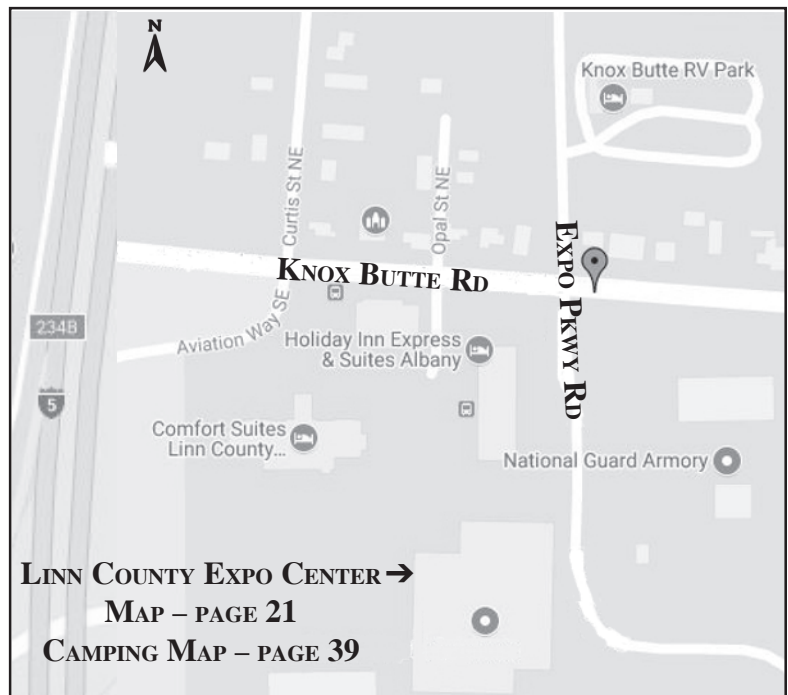 N
Knox Butte RV Park
Curtis St NE
Opal St NE
Expo Pkwy Rd
Knox Butte Rd
234B
Aviation Way SE
Holiday Inn Express
& Suites Albany
5
Comfort Suites
Linn County...
National Guard Armory
Linn County Expo Center →
Map – page 21
Camping Map – page 39